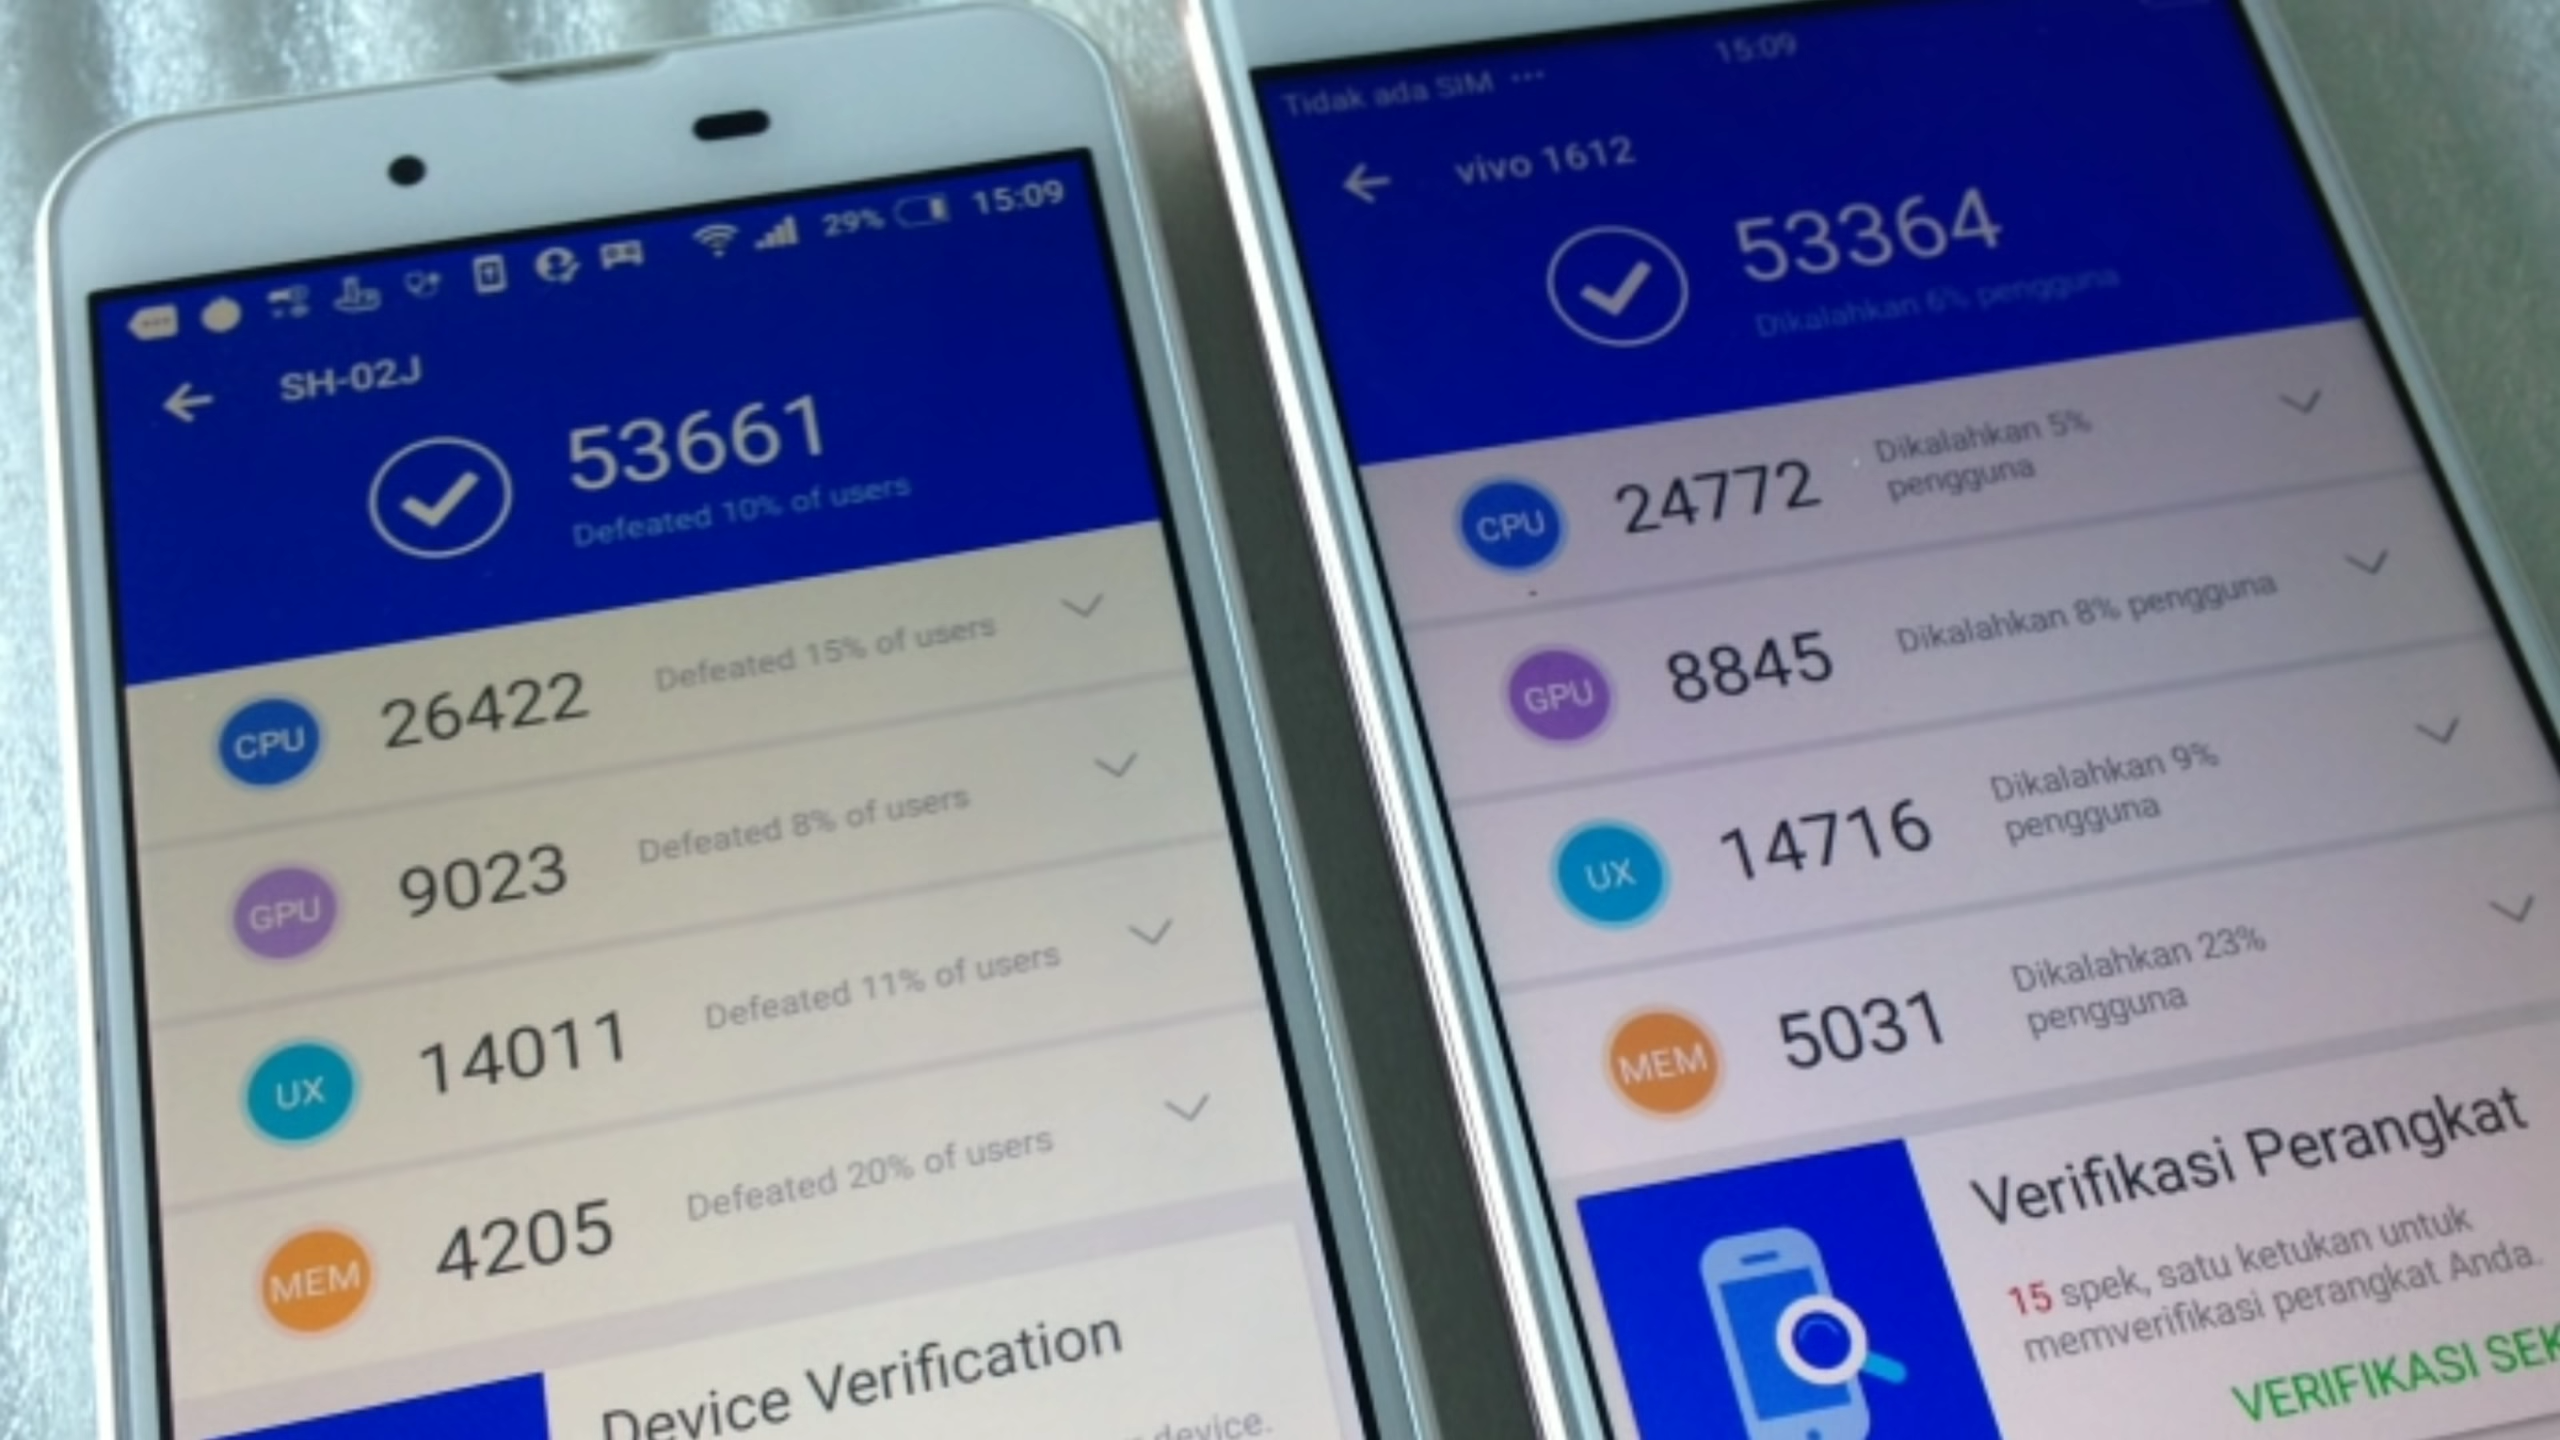 29% 15:09
SH-02J
53661
Defeated 10% of users
CPU 26422 Defeated 15% of users
GPU 9023 Defeated 8% of users
UX 14011 Defeated 11% of users
MEM 4205 Defeated 20% of users
Device Verification
device.
Tidak ada SIM ... 15:09
vivo 1612
53364
Dikalahkan 6% pengguna
CPU 24772 Dikalahkan 5%
pengguna
GPU 8845 Dikalahkan 8% pengguna
UX 14716 Dikalahkan 9%
pengguna
MEM 5031 Dikalahkan 23%
pengguna
Verifikasi Perangkat
15 spek, satu ketukan untuk
memverifikasi perangkat Anda.
VERIFIKASI SEK